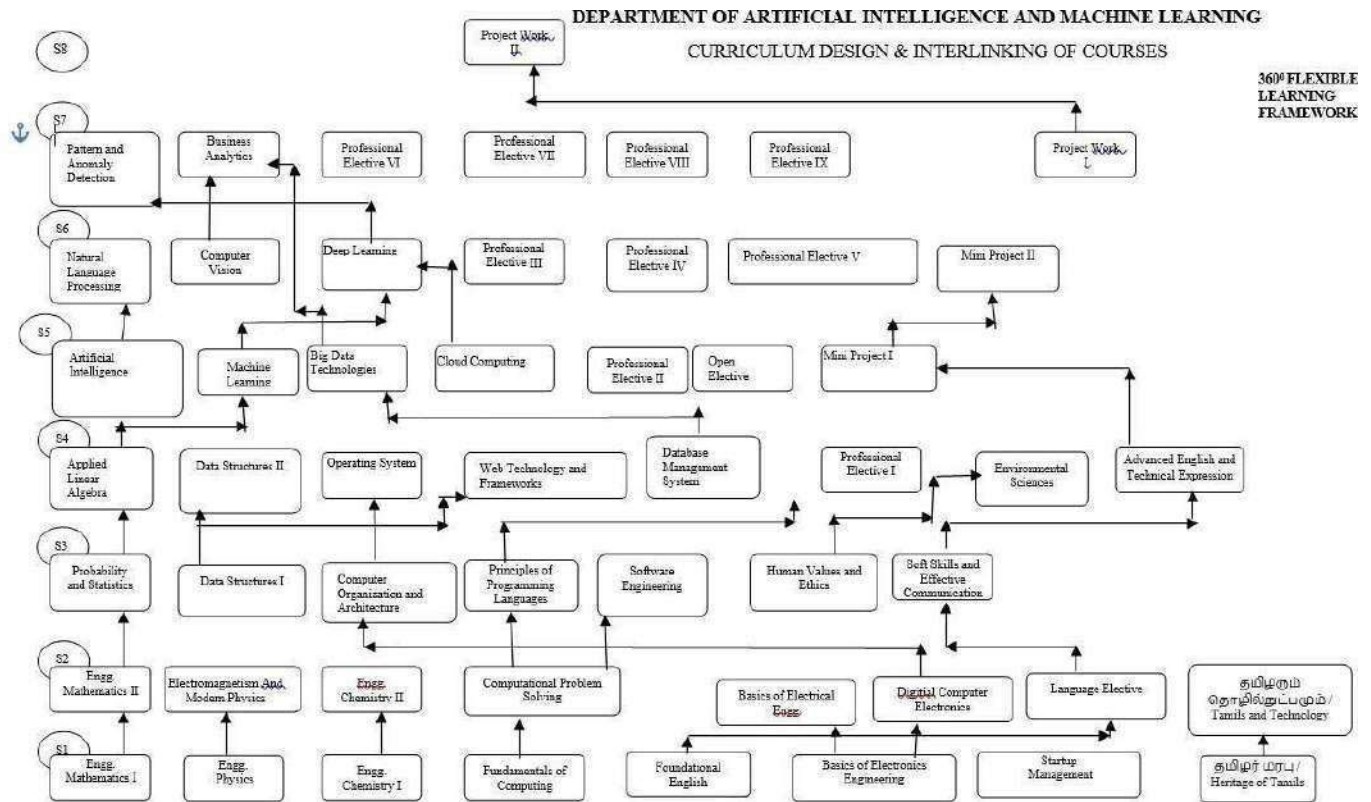 DEPARTMENT OF ARTIFICIAL INTELLIGENCE AND MACHINE LEARNING
CURRICULUM DESIGN & INTERLINKING OF COURSES
360⁰ FLEXIBLE
LEARNING
FRAMEWORK
S8
Project Work
II
S7
Pattern and
Anomaly
Detection
Business
Analytics
Professional
Elective VI
Professional
Elective VII
Professional
Elective VIII
Professional
Elective IX
Project Work
I
S6
Natural
Language
Processing
Computer
Vision
Deep Learning
Professional
Elective III
Professional
Elective IV
Professional Elective V
Mini Project II
S5
Artificial
Intelligence
Machine
Learning
Big Data
Technologies
Cloud Computing
Professional
Elective II
Open
Elective
Mini Project I
S4
Applied
Linear
Algebra
Data Structures II
Operating System
Web Technology and
Frameworks
Database
Management
System
Professional
Elective I
Environmental
Sciences
Advanced English and
Technical Expression
S3
Probability
and Statistics
Data Structures I
Computer
Organization and
Architecture
Principles of
Programming
Languages
Software
Engineering
Human Values and
Ethics
Soft Skills and
Effective
Communication
S2
Engg.
Mathematics II
Electromagnetism And
Modern Physics
Engg.
Chemistry II
Computational Problem
Solving
Basics of Electrical
Engg
Digitial Computer
Electronics
Language Elective
தமிழரும்
தொழில்நுட்பமும் /
Tamils and Technology
S1
Engg.
Mathematics I
Engg.
Physics
Engg.
Chemistry I
Fundamentals of
Computing
Foundational
English
Basics of Electronics
Engineering
Startup
Management
தமிழர் மரபு /
Heritage of Tamils